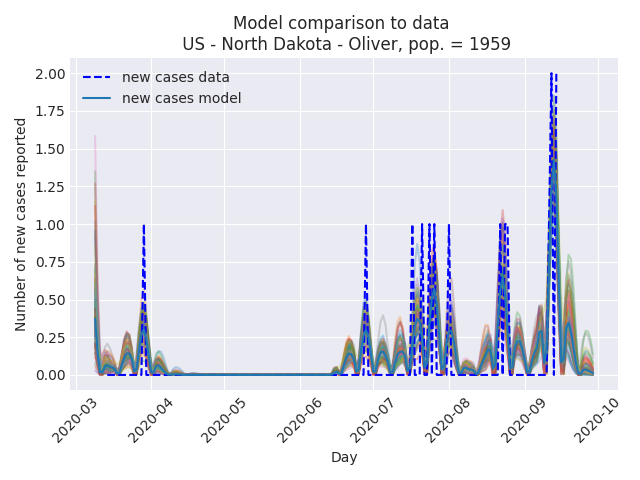 Model comparison to data
US - North Dakota - Oliver, pop. = 1959
new cases data
new cases model
Number of new cases reported
2.00
1.75
1.50
1.25
1.00
0.75
0.50
0.25
0.00
2020-03
2020-04
2020-05
2020-06
2020-07
2020-08
2020-09
2020-10
Day